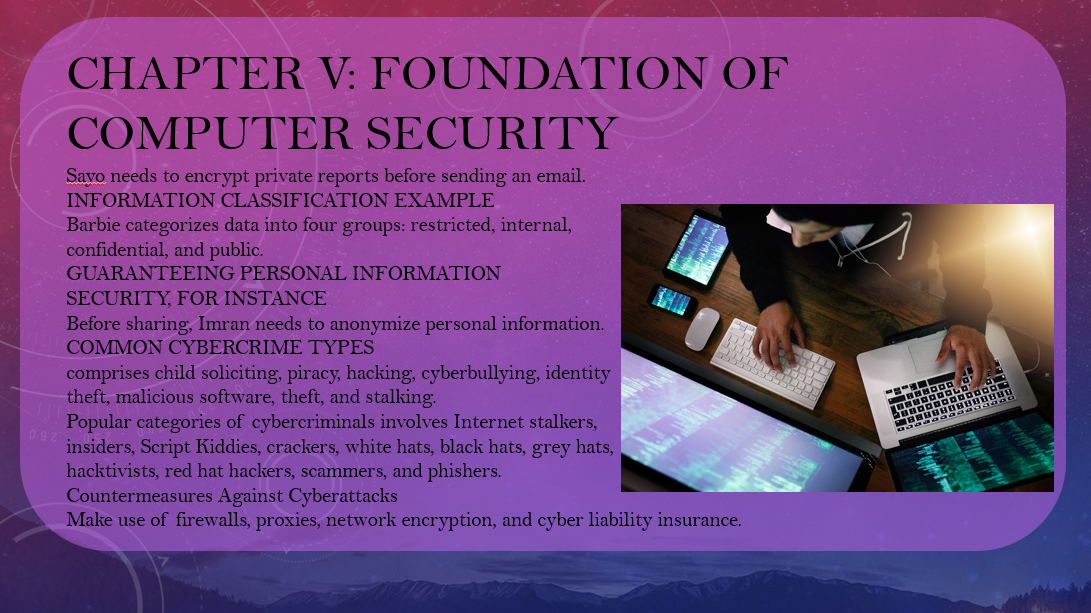 CHAPTER V: FOUNDATION OF
COMPUTER SECURITY
Sayo needs to encrypt private reports before sending an email.
INFORMATION CLASSIFICATION EXAMPLE
Barbie categorizes data into four groups: restricted, internal,
confidential, and public.
GUARANTEEING PERSONAL INFORMATION
SECURITY, FOR INSTANCE
Before sharing, Imran needs to anonymize personal information.
COMMON CYBERCRIME TYPES
comprises child soliciting, piracy, hacking, cyberbullying, identity
theft, malicious software, theft, and stalking.
Popular categories of cybercriminals involves Internet stalkers,
insiders, Script Kiddies, crackers, white hats, black hats, grey hats,
hacktivists, red hat hackers, scammers, and phishers.
Countermeasures Against Cyberattacks
Make use of firewalls, proxies, network encryption, and cyber liability insurance.